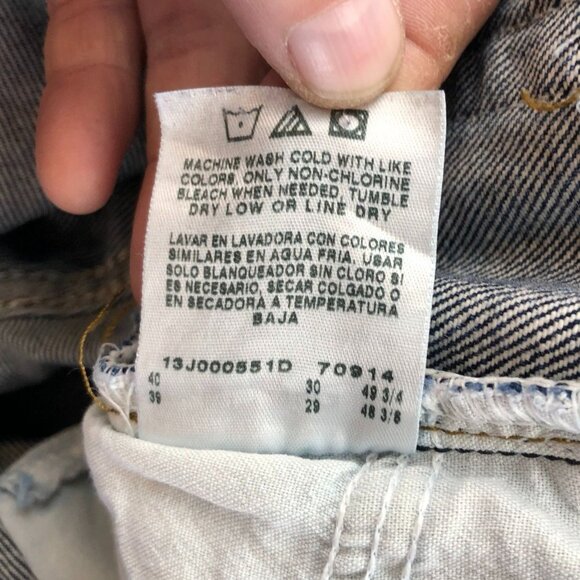 MACHINE WASH COLD WITH LIKE
COLORS, ONLY NON-CHLORINE
BLEACH WHEN NEEDED, TUMBLE
DRY LOW OR LINE DRY
LAVAR EN LAVADORA CON COLORES
SIMILARES EN AGUA FRIA, USAR
SOLO BLANQUEADOR SIN CLORO SI
ES NECESARIO, SECAR COLGADO O
EN SECADORA A TEMPERATURA
BAJA
13J000551D 70914
40 30 49 3/4
39 29 48 3/8